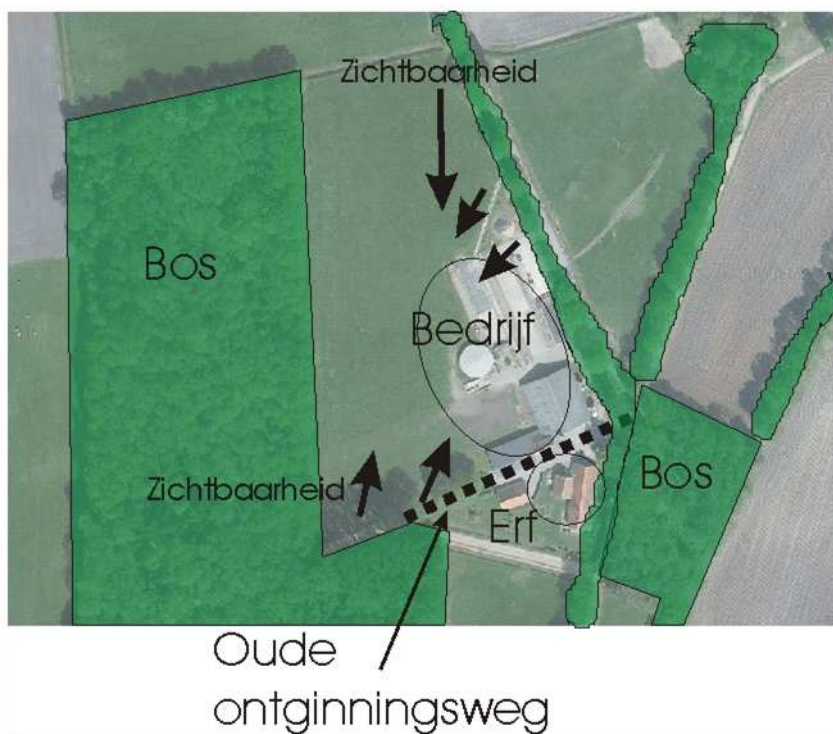 Zichtbaarheid
Bos
Bedrijf
Zichtbaarheid
Bos
Erf
Oude
ontginningsweg